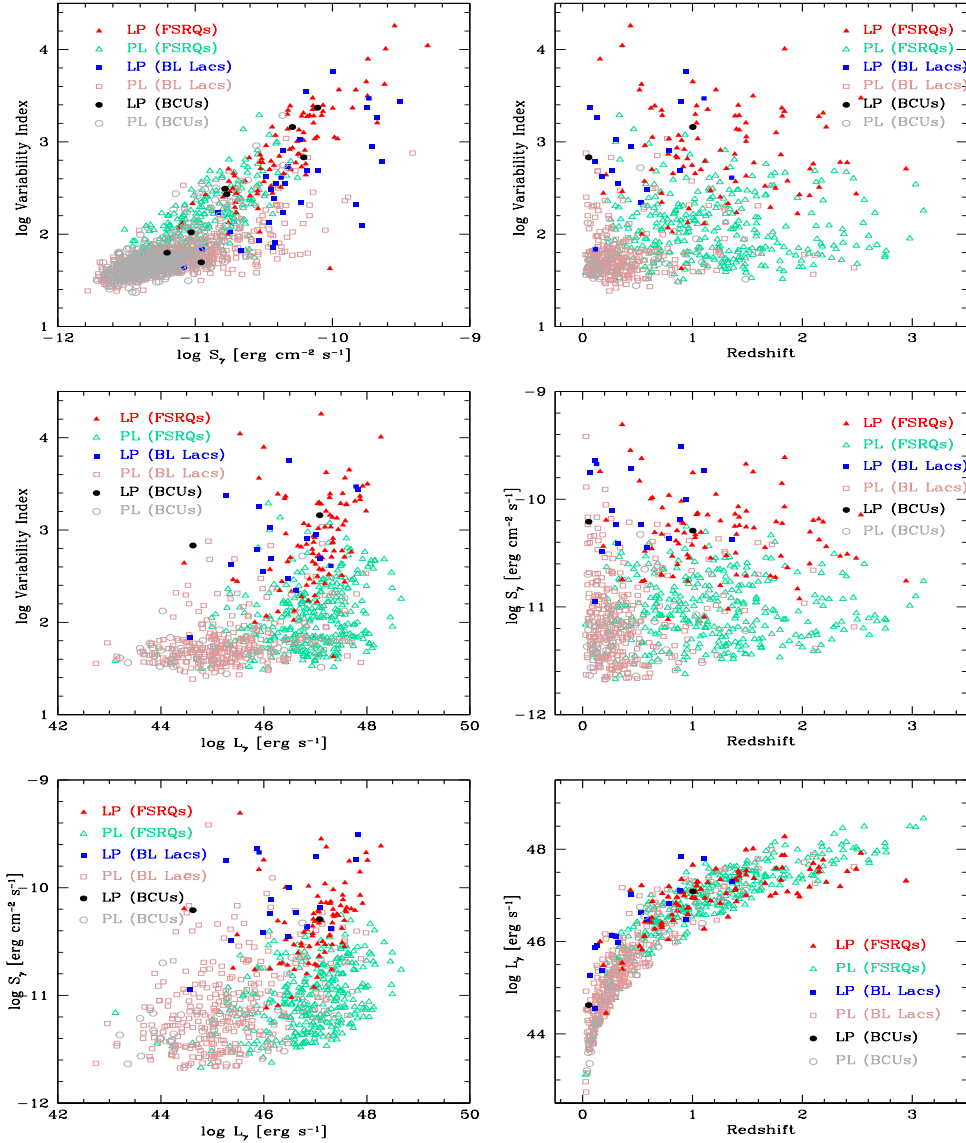 4
3
2
1
log Variability Index
LP (FSRQs)
PL (FSRQs)
LP (BL Lacs)
PL (BL Lacs)
LP (BCUs)
PL (BCUs)
−12 −11 −10 −9
log Sγ [erg cm⁻² s⁻¹]
4
3
2
1
log Variability Index
LP (FSRQs)
PL (FSRQs)
LP (BL Lacs)
PL (BL Lacs)
LP (BCUs)
PL (BCUs)
0 1 2 3
Redshift
4
3
2
1
log Variability Index
LP (FSRQs)
PL (FSRQs)
LP (BL Lacs)
PL (BL Lacs)
LP (BCUs)
PL (BCUs)
42 44 46 48 50
log Lγ [erg s⁻¹]
−9
−10
−11
−12
log Sγ [erg cm⁻² s⁻¹]
LP (FSRQs)
PL (FSRQs)
LP (BL Lacs)
PL (BL Lacs)
LP (BCUs)
PL (BCUs)
0 1 2 3
Redshift
−9
−10
−11
−12
log Sγ [erg cm⁻² s⁻¹]
LP (FSRQs)
PL (FSRQs)
LP (BL Lacs)
PL (BL Lacs)
LP (BCUs)
PL (BCUs)
42 44 46 48 50
log Lγ [erg s⁻¹]
48
46
44
log Lγ [erg s⁻¹]
LP (FSRQs)
PL (FSRQs)
LP (BL Lacs)
PL (BL Lacs)
LP (BCUs)
PL (BCUs)
0 1 2 3
Redshift